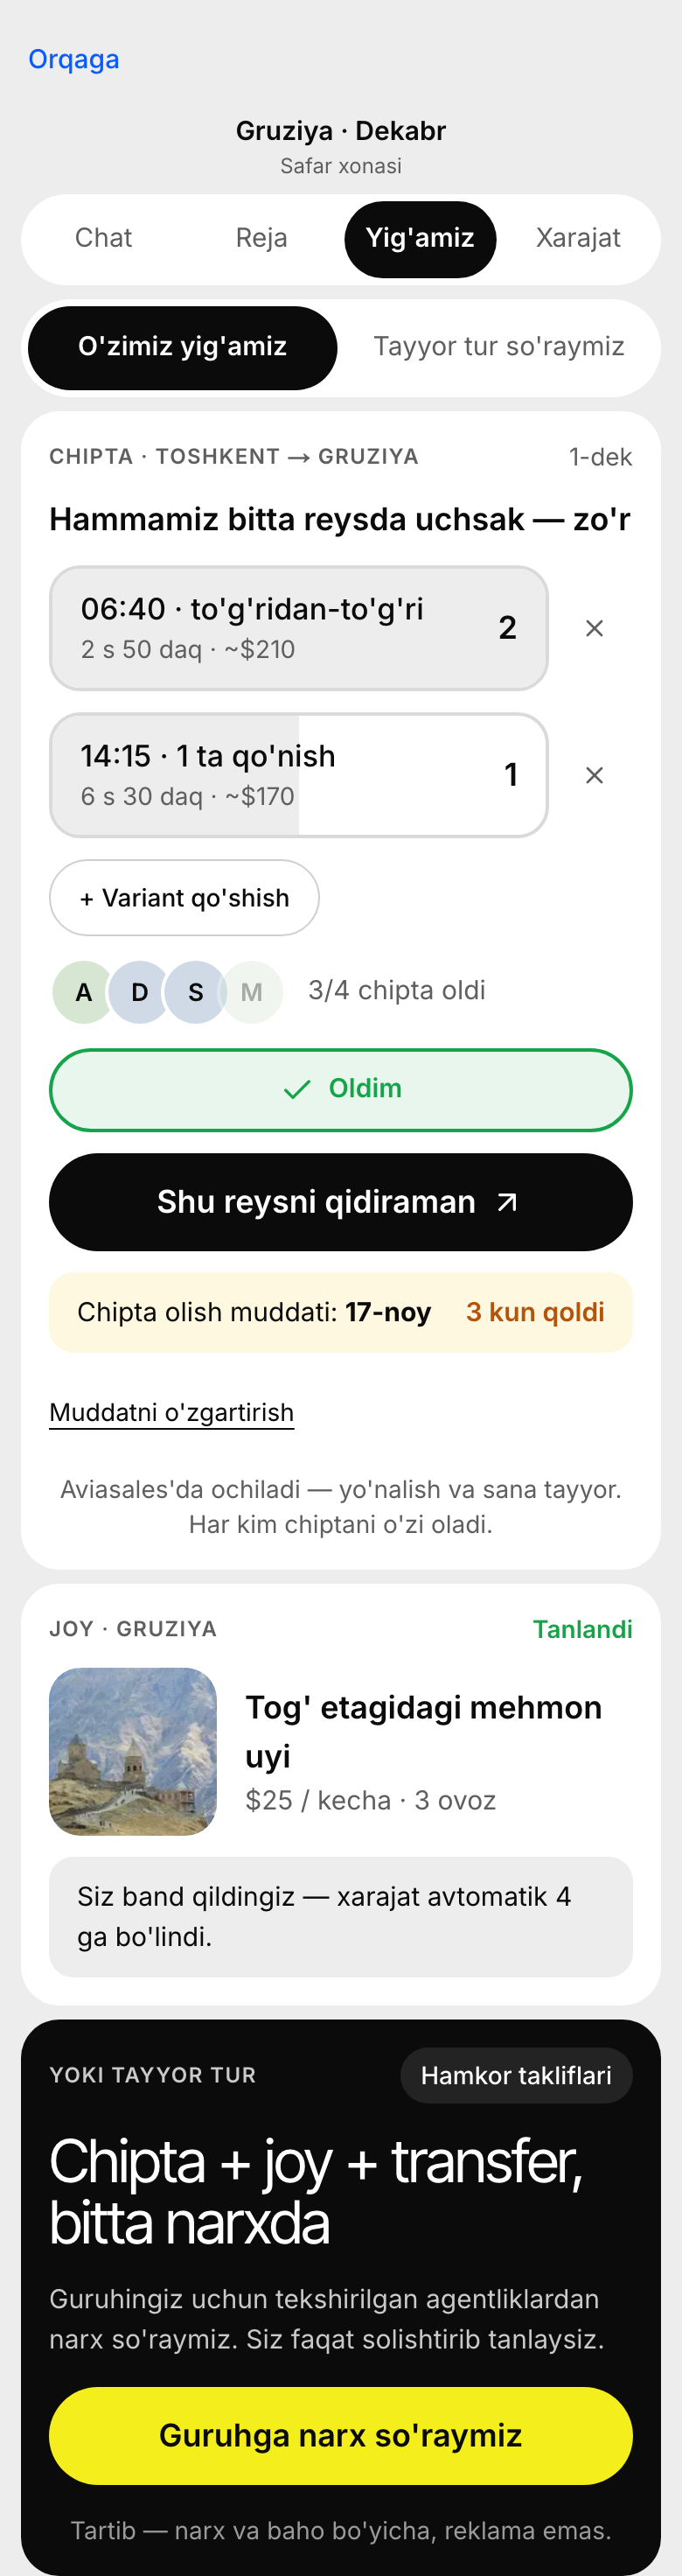 Orqaga
Gruziya · Dekabr
Safar xonasi
Chat Reja Yig'amiz Xarajat
O'zimiz yig'amiz Tayyor tur so'raymiz
CHIPTA · TOSHKENT → GRUZIYA 1-dek
Hammamiz bitta reysda uchsak — zo'r
06:40 · to'g'ridan-to'g'ri
2 s 50 daq · ~$210
2 ×
14:15 · 1 ta qo'nish
6 s 30 daq · ~$170
1 ×
+ Variant qo'shish
A D S M 3/4 chipta oldi
✓ Oldim
Shu reysni qidiraman ↗
Chipta olish muddati: 17-noy 3 kun qoldi
Muddatni o'zgartirish
Aviasales'da ochiladi — yo'nalish va sana tayyor.
Har kim chiptani o'zi oladi.
JOY · GRUZIYA Tanlandi
Tog' etagidagi mehmon
uyi
$25 / kecha · 3 ovoz
Siz band qildingiz — xarajat avtomatik 4
ga bo'lindi.
YOKI TAYYOR TUR Hamkor takliflari
Chipta + joy + transfer,
bitta narxda
Guruhingiz uchun tekshirilgan agentliklardan
narx so'raymiz. Siz faqat solishtirib tanlaysiz.
Guruhga narx so'raymiz
Tartib — narx va baho bo'yicha, reklama emas.